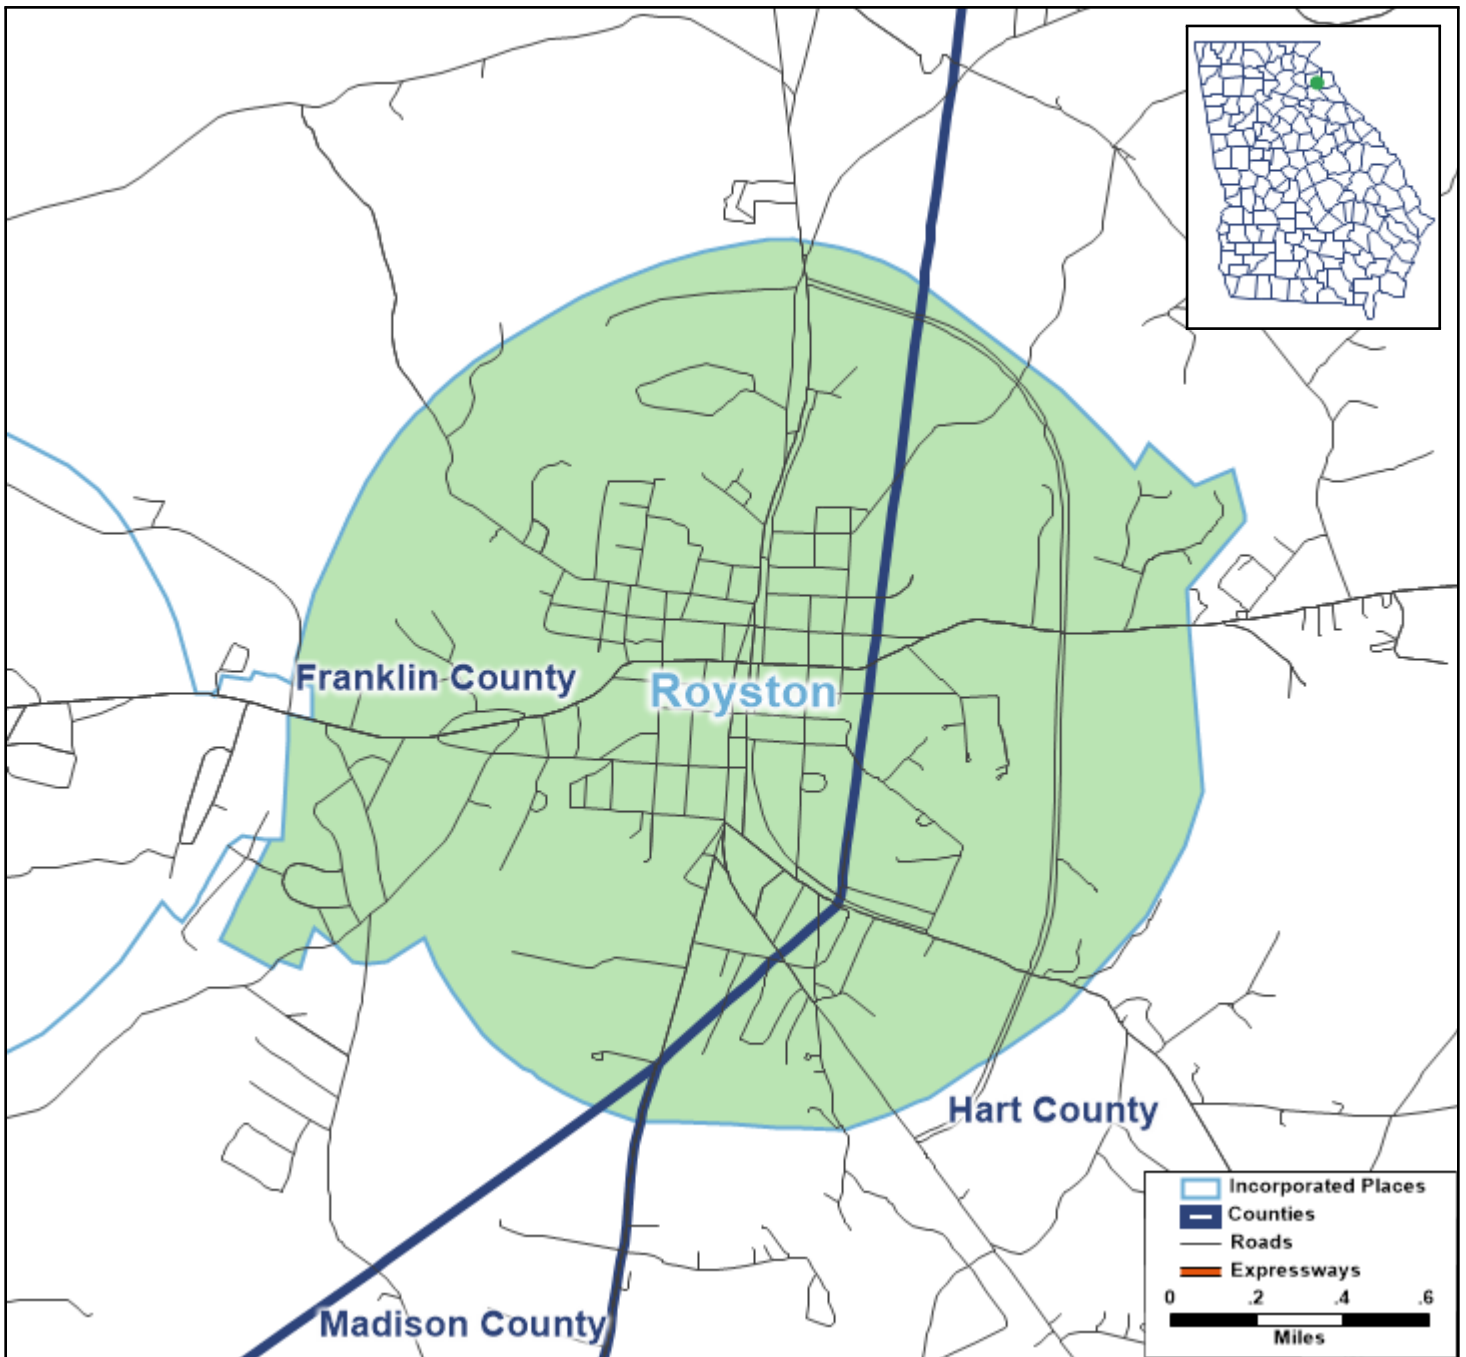 Franklin County
Royston
Hart County
Madison County
Incorporated Places
Counties
Roads
Expressways
0 .2 .4 .6
Miles